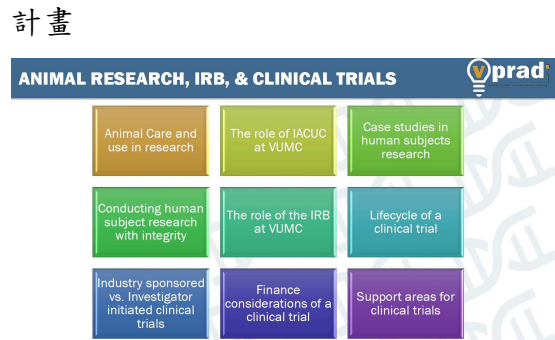 計畫
ANIMAL RESEARCH, IRB, & CLINICAL TRIALS
vprad
Animal Care and
use in research
The role of IACUC
at VUMC
Case studies in
human subjects
research
Conducting human
subject research
with integrity
The role of the IRB
at VUMC
Lifecycle of a
clinical trial
Industry sponsored
vs. Investigator
initiated clinical
trials
Finance
considerations of a
clinical trial
Support areas for
clinical trials